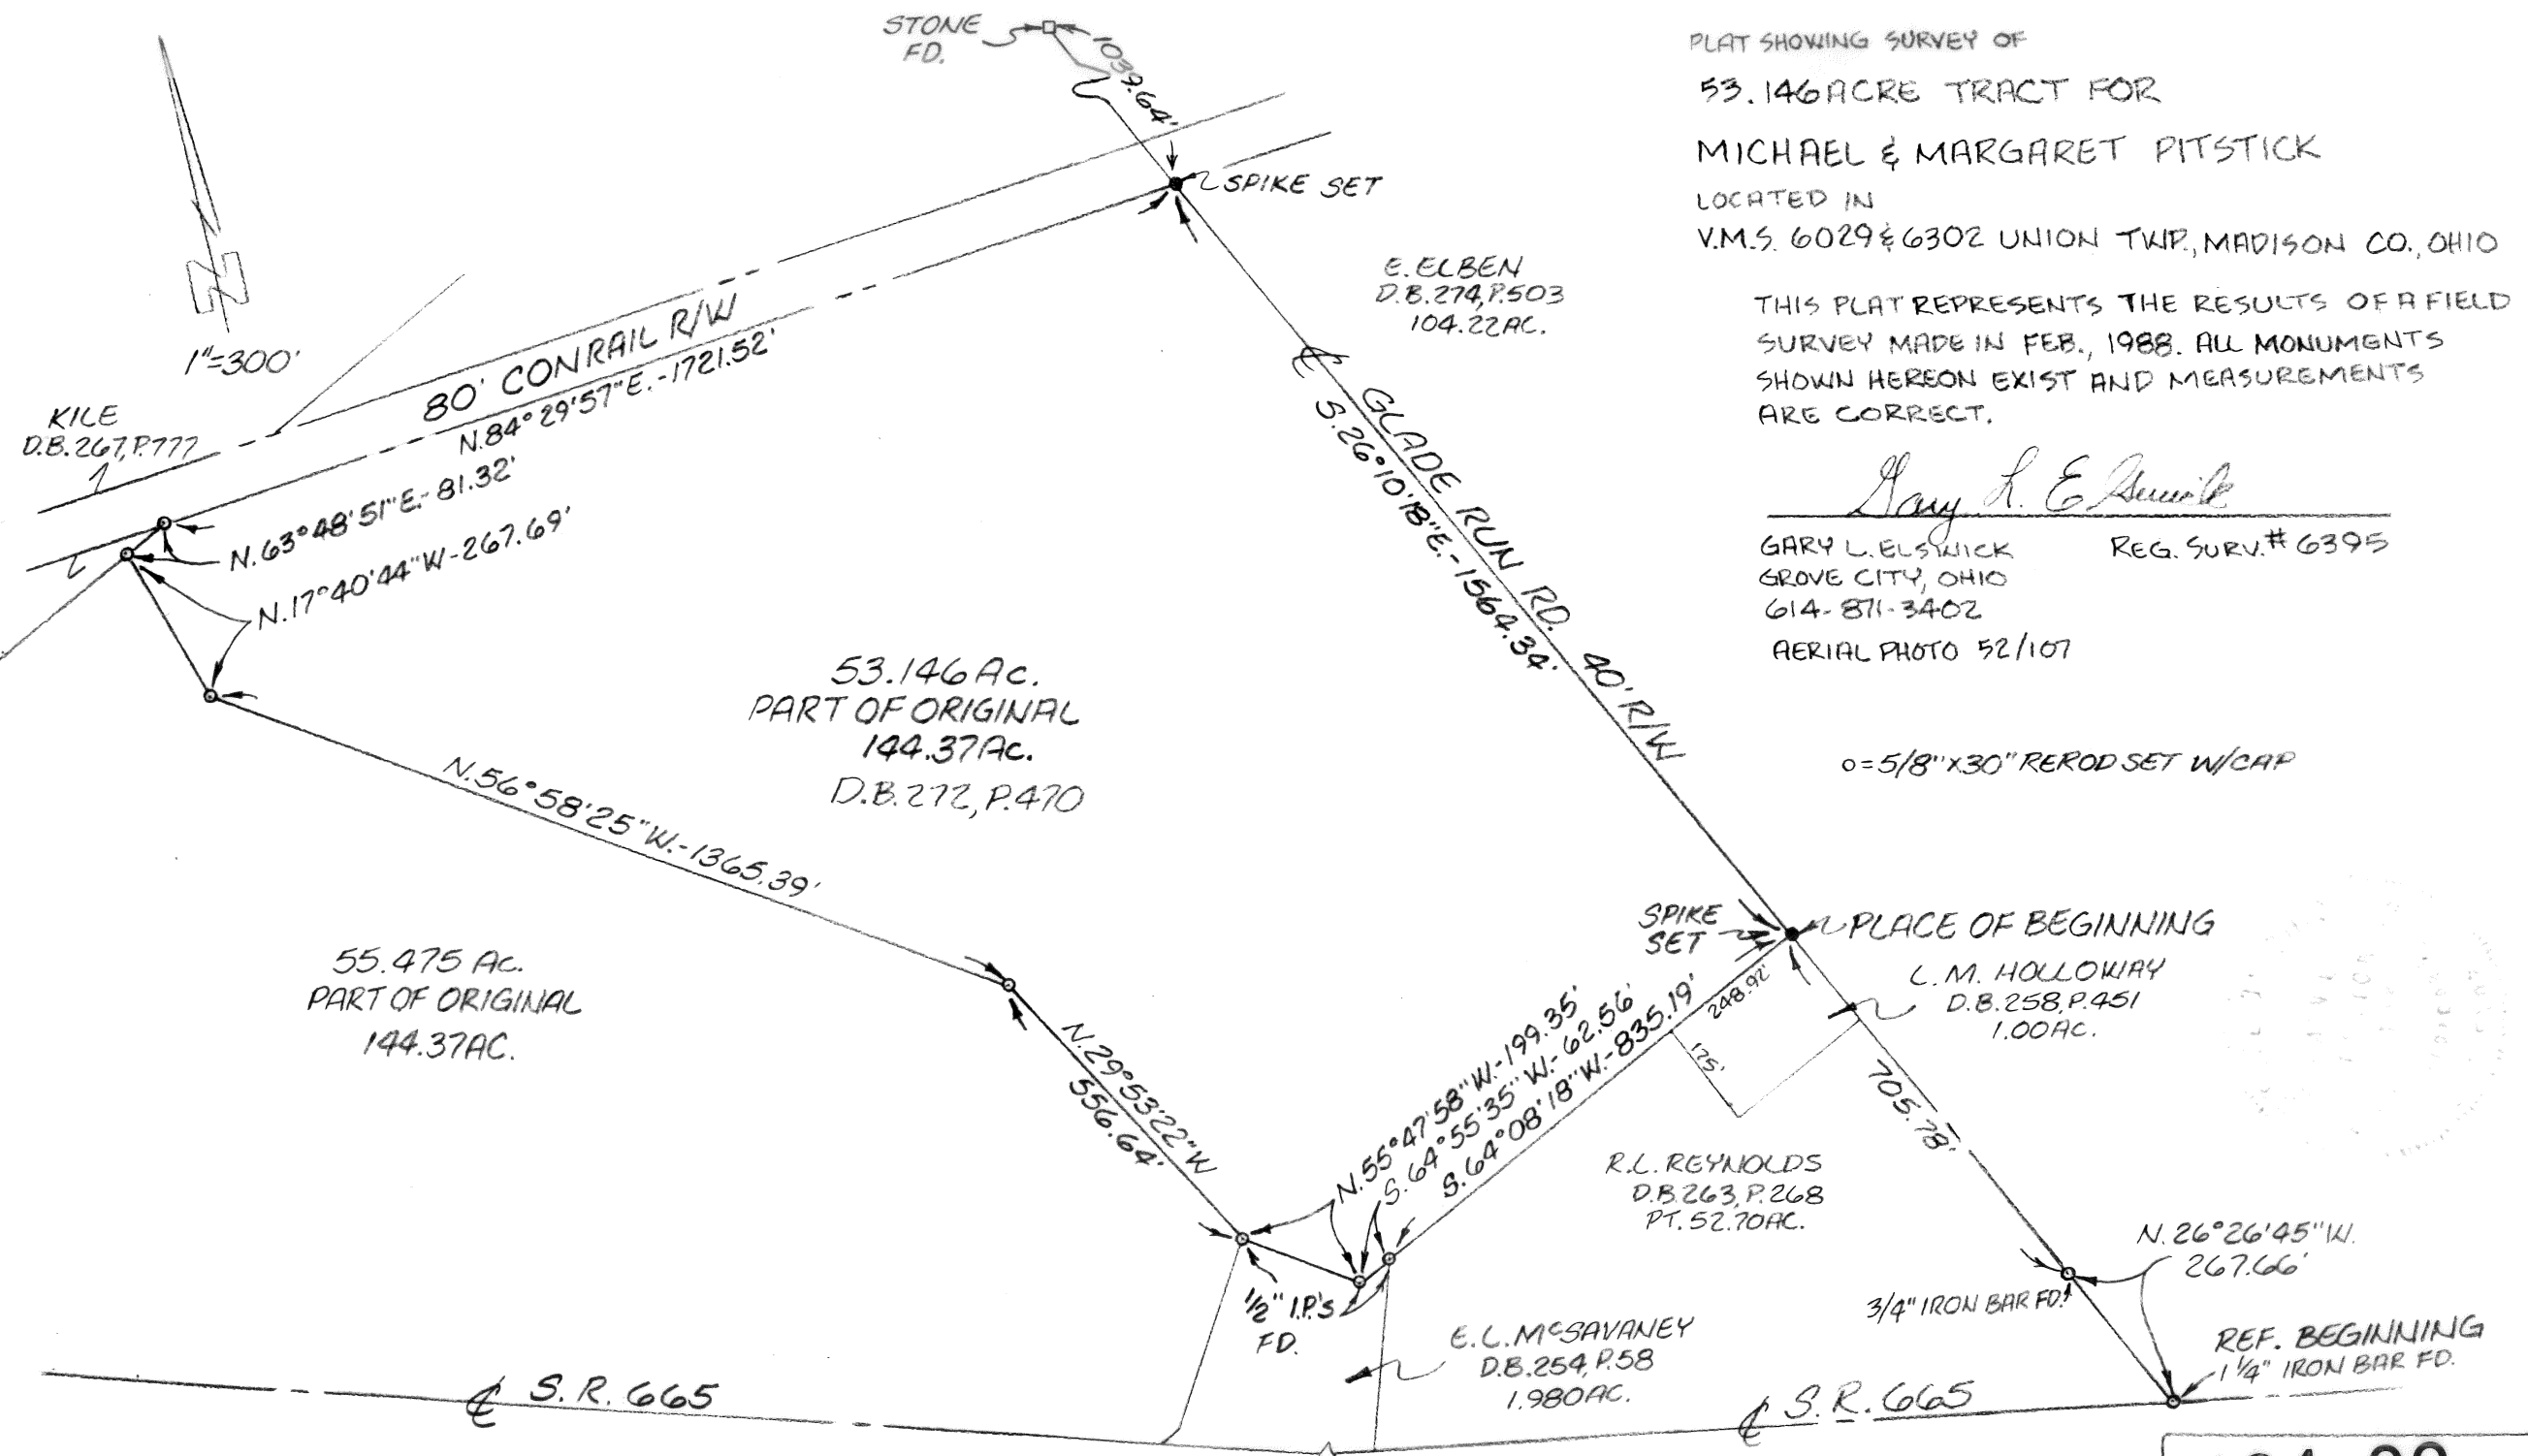 STONE
FD.
1039.64'
SPIKE SET
PLAT SHOWING SURVEY OF
53.146 ACRE TRACT FOR
MICHAEL & MARGARET PITSTICK
LOCATED IN
V.M.S. 6029 & 6302 UNION TWP., MADISON CO., OHIO
THIS PLAT REPRESENTS THE RESULTS OF A FIELD
SURVEY MADE IN FEB., 1988. ALL MONUMENTS
SHOWN HEREON EXIST AND MEASUREMENTS
ARE CORRECT.
Gary L. Elswick
GARY L. ELSWICK REG. SURV. # 6395
GROVE CITY, OHIO
614-871-3402
AERIAL PHOTO 52/107
o=5/8"x30" REROD SET W/CAP
N
1"=300'
KILE
D.B.267,P.777
80' CONRAIL R/W
N.84°29'57"E.-1721.52'
N.63°48'51"E.-81.32'
N.17°40'44"W-267.69'
E. ELBEN
D.B.274,P.503
104.22AC.
℄ GLADE RUN RD. 40' R/W
S.26°10'18"E.-1564.34'
53.146 Ac.
PART OF ORIGINAL
144.37Ac.
D.B.272, P.470
N.56°58'25"W.-1365.39'
55.475 Ac.
PART OF ORIGINAL
144.37AC.
N.29°53'22"W
556.64'
SPIKE
SET
PLACE OF BEGINNING
L.M. HOLLOWAY
D.B.258,P.451
1.00AC.
248.92'
175'
N.55°47'58"W.-199.35'
S.64°55'35"W.-62.56'
S.64°08'18"W.-835.19'
705.78'
R.L. REYNOLDS
D.B.263,P.268
PT.52.70AC.
N.26°26'45"W.
267.66'
3/4" IRON BAR FD.
REF. BEGINNING
1 1/4" IRON BAR FD.
1/2" I.P.'s
FD.
E.L. McSAVANEY
D.B.254,P.58
1.980AC.
℄ S.R. 665
℄ S.R. 665